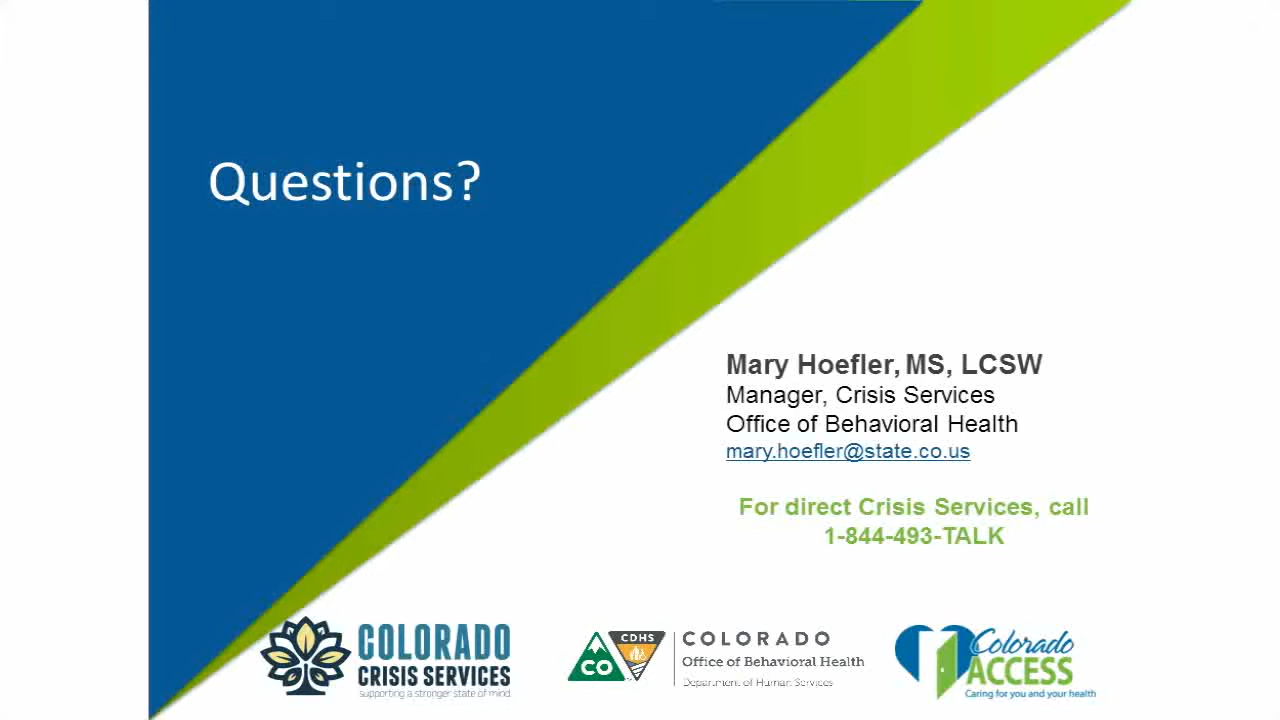 Questions?
Mary Hoefler, MS, LCSW
Manager, Crisis Services
Office of Behavioral Health
mary.hoefler@state.co.us
For direct Crisis Services, call
1-844-493-TALK
COLORADO
CRISIS SERVICES
supporting a stronger state of mind
CO
CDHS
COLORADO
Office of Behavioral Health
Department of Human Services
Colorado
ACCESS
Caring for you and your health